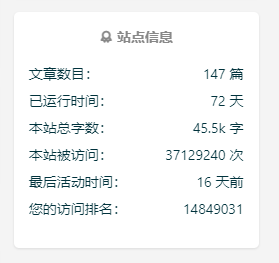 站点信息
文章数目： 147 篇
已运行时间： 72 天
本站总字数： 45.5k 字
本站被访问： 37129240 次
最后活动时间： 16 天前
您的访问排名： 14849031